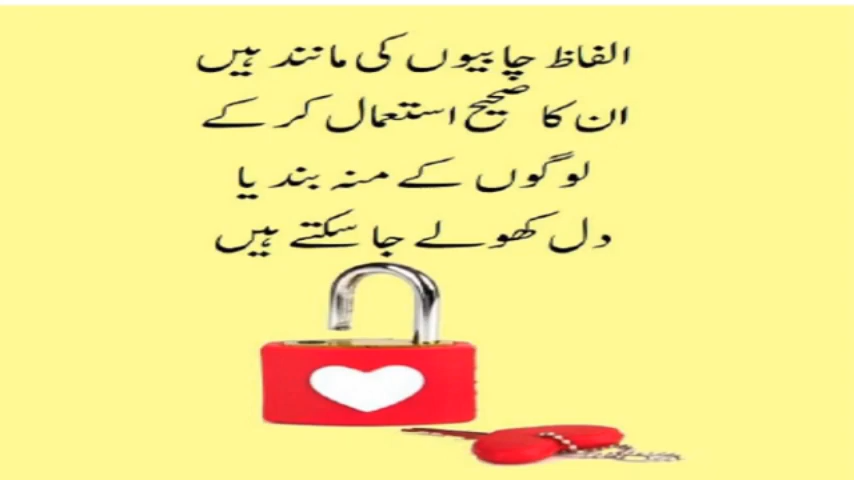 الفاظ چابیوں کی مانند ہیں
ان کا صحیح استعمال کر کے
لوگوں کے منہ بند یا
دل کھولے جا سکتے ہیں